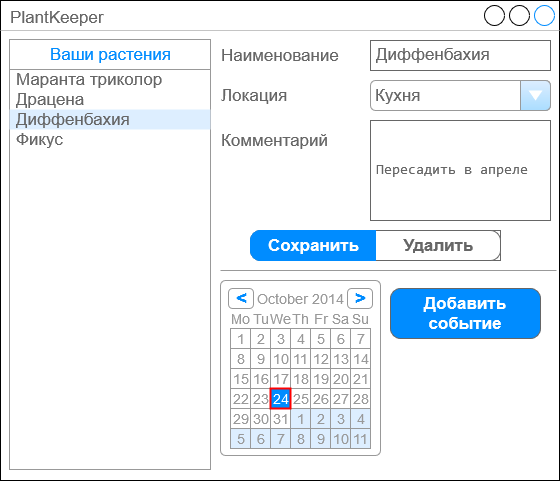 PlantKeeper
Ваши растения
Маранта триколор
Драцена
Диффенбахия
Фикус
Наименование
Диффенбахия
Локация
Кухня
Комментарий
Пересадить в апреле
Сохранить
Удалить
< October 2014 >
Mo Tu We Th Fr Sa Su
1 2 3 4 5 6 7
8 9 10 11 12 13 14
15 16 17 18 19 20 21
22 23 24 25 26 27 28
29 30 31 1 2 3 4
5 6 7 8 9 10 11
Добавить
событие